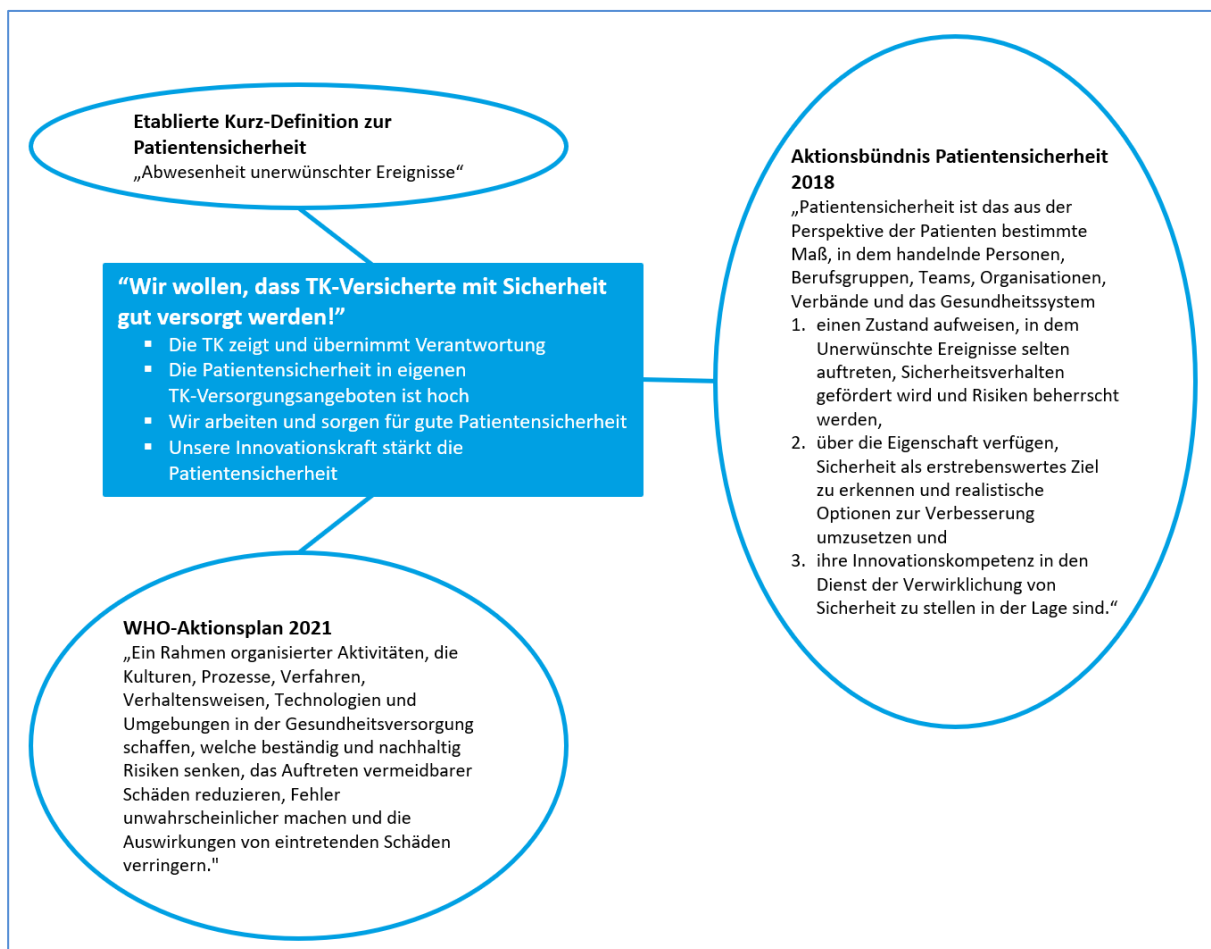 Etablierte Kurz-Definition zur
Patientensicherheit
„Abwesenheit unerwünschter Ereignisse“
“Wir wollen, dass TK-Versicherte mit Sicherheit
gut versorgt werden!”
▪ Die TK zeigt und übernimmt Verantwortung
▪ Die Patientensicherheit in eigenen
TK-Versorgungsangeboten ist hoch
▪ Wir arbeiten und sorgen für gute Patientensicherheit
▪ Unsere Innovationskraft stärkt die
Patientensicherheit
WHO-Aktionsplan 2021
„Ein Rahmen organisierter Aktivitäten, die
Kulturen, Prozesse, Verfahren,
Verhaltensweisen, Technologien und
Umgebungen in der Gesundheitsversorgung
schaffen, welche beständig und nachhaltig
Risiken senken, das Auftreten vermeidbarer
Schäden reduzieren, Fehler
unwahrscheinlicher machen und die
Auswirkungen von eintretenden Schäden
verringern."
Aktionsbündnis Patientensicherheit
2018
„Patientensicherheit ist das aus der
Perspektive der Patienten bestimmte
Maß, in dem handelnde Personen,
Berufsgruppen, Teams, Organisationen,
Verbände und das Gesundheitssystem
1. einen Zustand aufweisen, in dem
Unerwünschte Ereignisse selten
auftreten, Sicherheitsverhalten
gefördert wird und Risiken beherrscht
werden,
2. über die Eigenschaft verfügen,
Sicherheit als erstrebenswertes Ziel
zu erkennen und realistische
Optionen zur Verbesserung
umzusetzen und
3. ihre Innovationskompetenz in den
Dienst der Verwirklichung von
Sicherheit zu stellen in der Lage sind.“